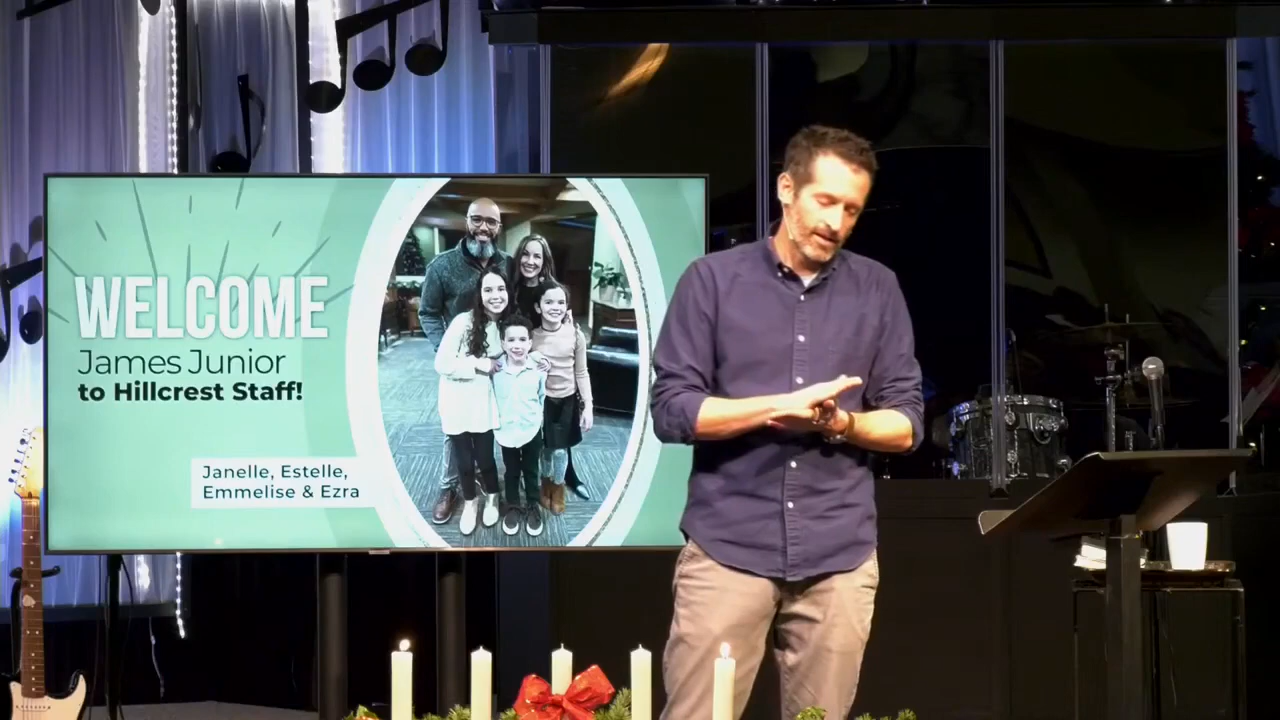 WELCOME
James Junior
to Hillcrest Staff!
Janelle, Estelle,
Emmelise & Ezra